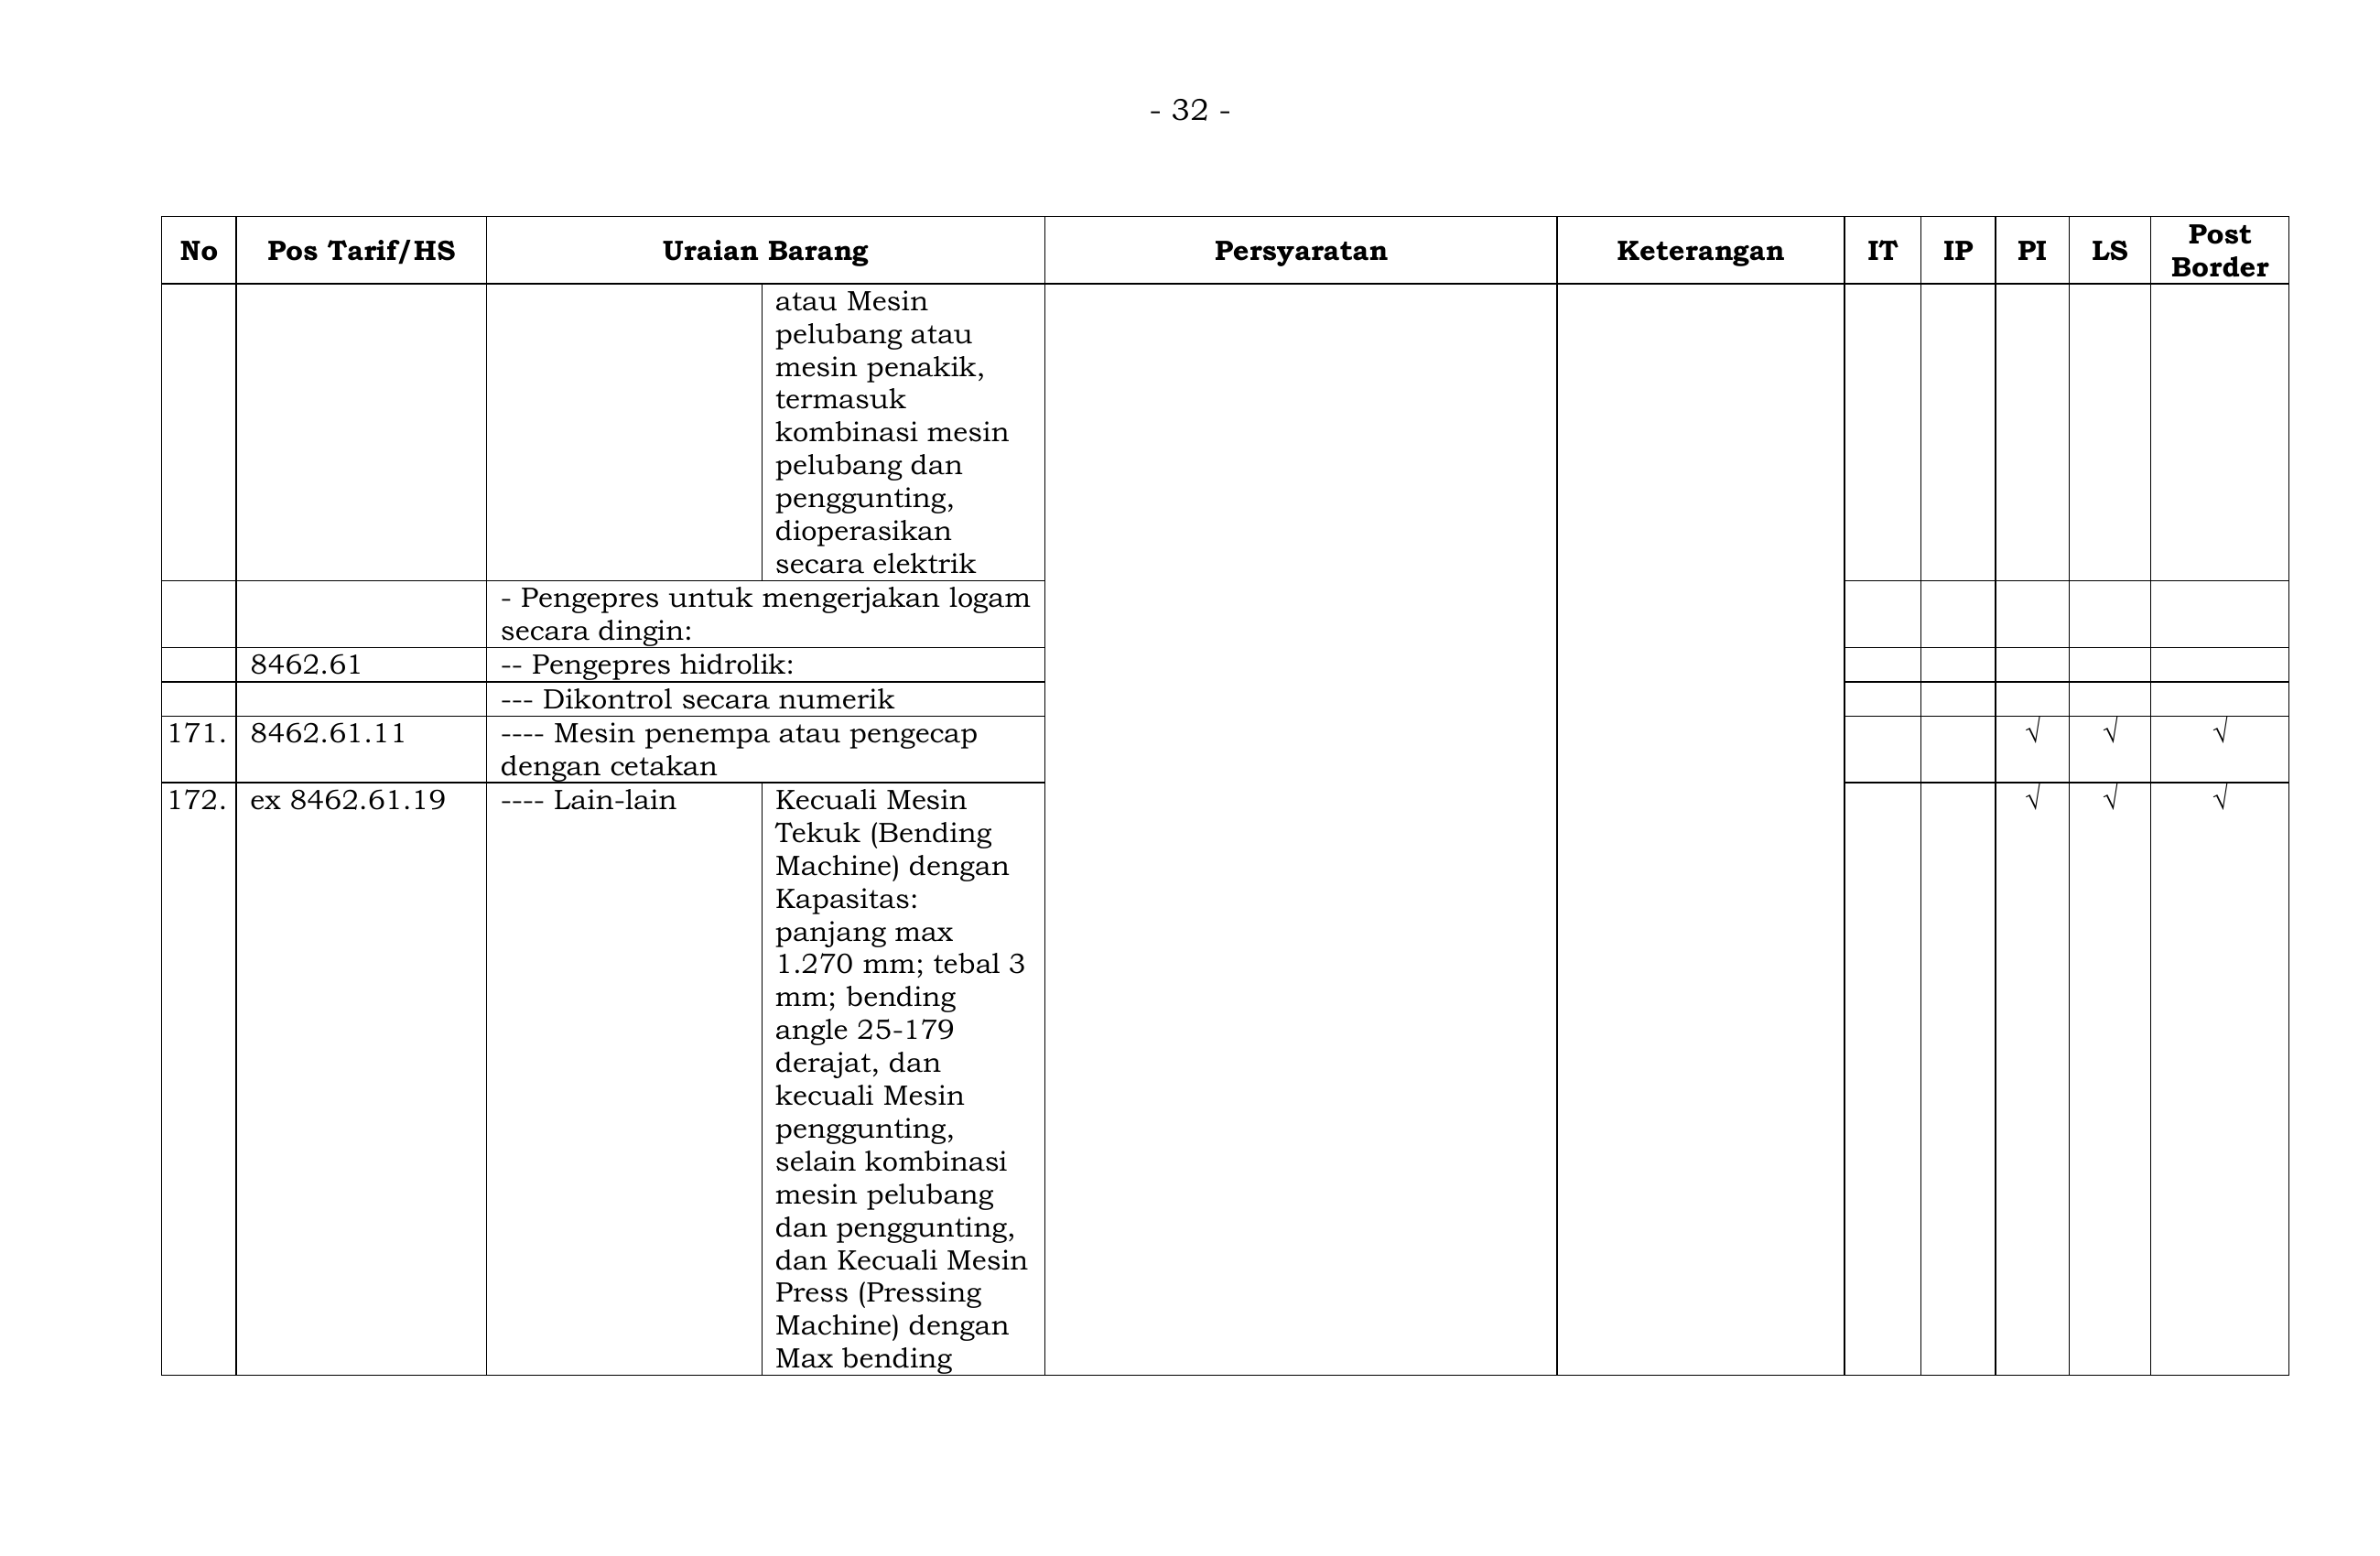 - 32 -
No Pos Tarif/HS Uraian Barang Persyaratan Keterangan IT IP PI LS Post Border
atau Mesin
pelubang atau
mesin penakik,
termasuk
kombinasi mesin
pelubang dan
penggunting,
dioperasikan
secara elektrik
- Pengepres untuk mengerjakan logam
secara dingin:
8462.61 -- Pengepres hidrolik:
--- Dikontrol secara numerik
171. 8462.61.11 ---- Mesin penempa atau pengecap √ √ √
dengan cetakan
172. ex 8462.61.19 ---- Lain-lain Kecuali Mesin √ √ √
Tekuk (Bending
Machine) dengan
Kapasitas:
panjang max
1.270 mm; tebal 3
mm; bending
angle 25-179
derajat, dan
kecuali Mesin
penggunting,
selain kombinasi
mesin pelubang
dan penggunting,
dan Kecuali Mesin
Press (Pressing
Machine) dengan
Max bending